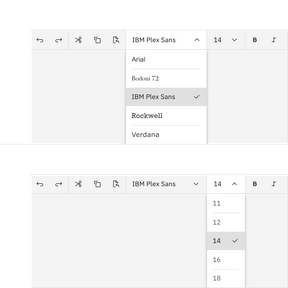 IBM Plex Sans 14 B I
Arial
Bodoni 72
IBM Plex Sans
Rockwell
Verdana
IBM Plex Sans 14 B I
11
12
14
16
18